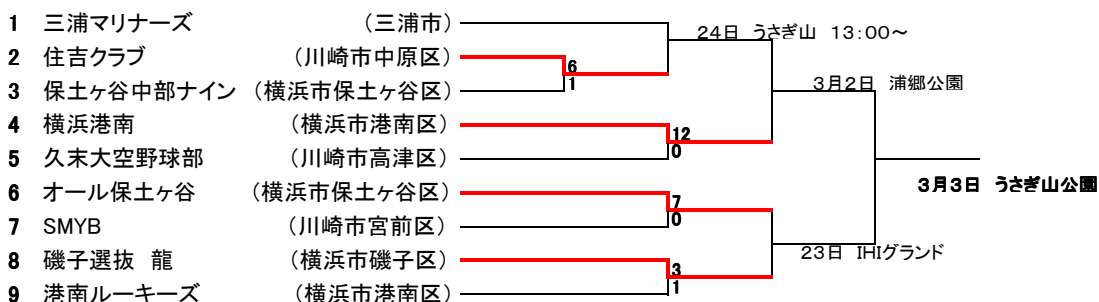 1 三浦マリナーズ (三浦市)
24日 うさぎ山 13:00~
2 住吉クラブ (川崎市中原区)
6
1
3 保土ヶ谷中部ナイン (横浜市保土ヶ谷区)
3月2日 浦郷公園
4 横浜港南 (横浜市港南区)
12
0
5 久末大空野球部 (川崎市高津区)
3月3日 うさぎ山公園
6 オール保土ヶ谷 (横浜市保土ヶ谷区)
7
0
7 SMYB (川崎市宮前区)
23日 IHIグランド
8 磯子選抜 龍 (横浜市磯子区)
3
1
9 港南ルーキーズ (横浜市港南区)